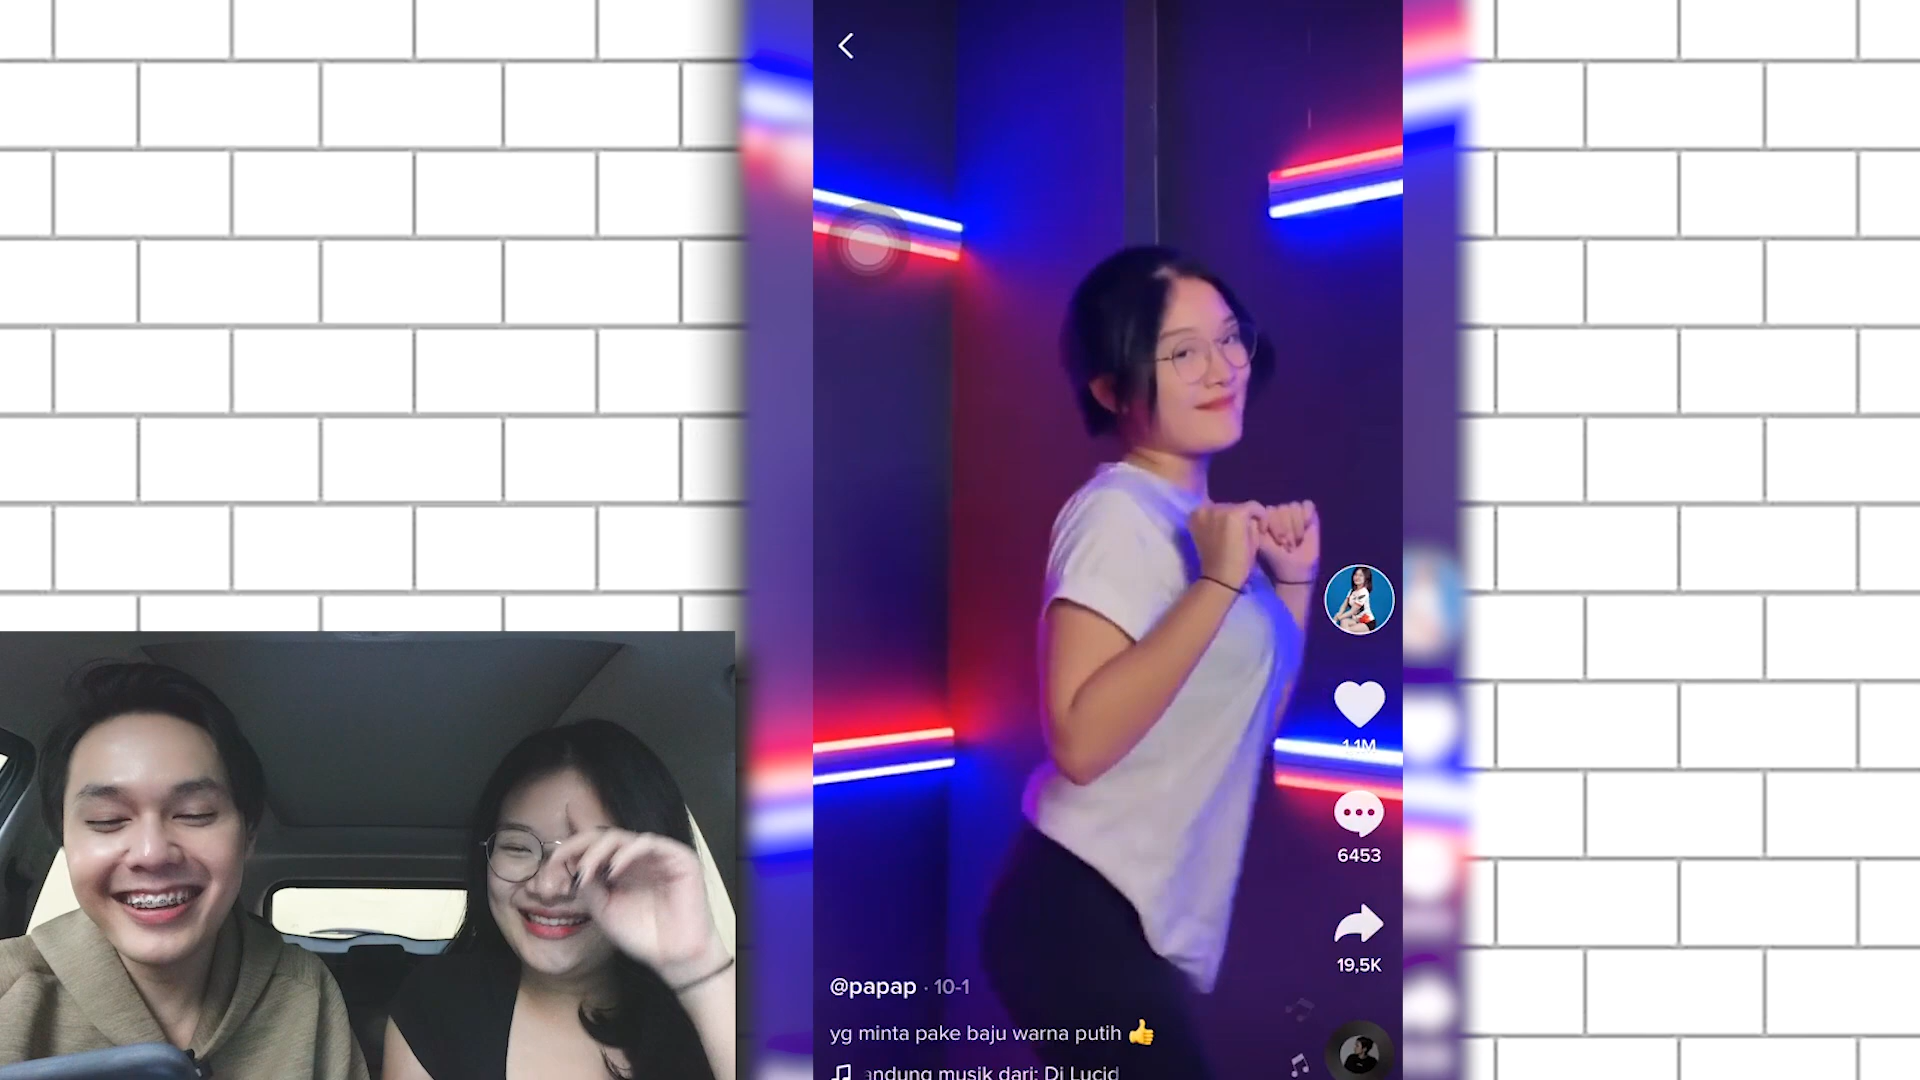 1.1M
6453
19,5K
@papap · 10-1
yg minta pake baju warna putih 👍
andung musik dari: Dj Lucid